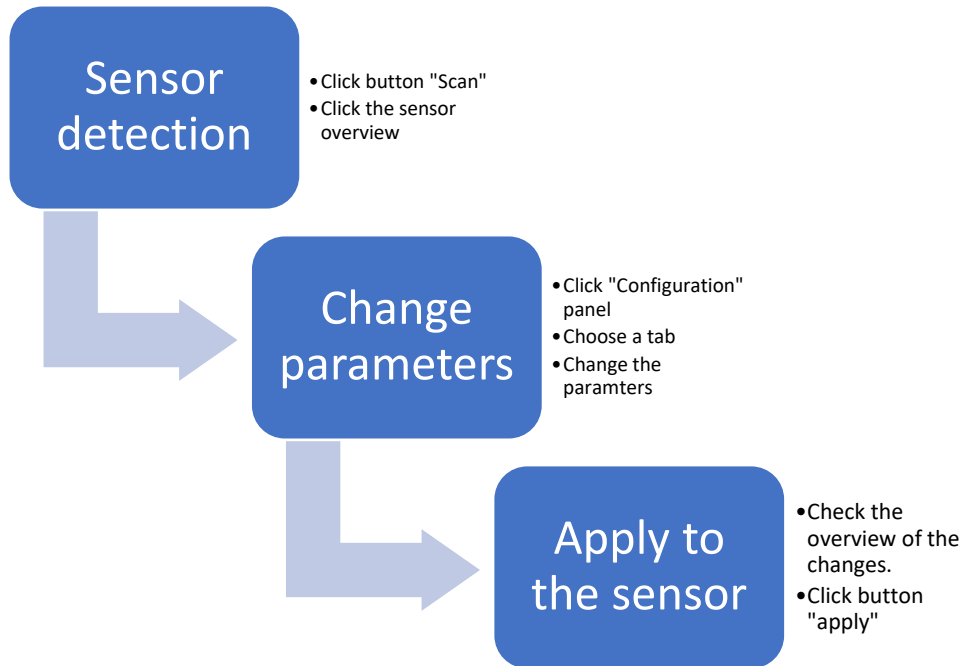 Sensor
detection
•Click button "Scan"
•Click the sensor
overview
Change
parameters
•Click "Configuration"
panel
•Choose a tab
•Change the
paramters
Apply to
the sensor
•Check the
overview of the
changes.
•Click button
"apply"